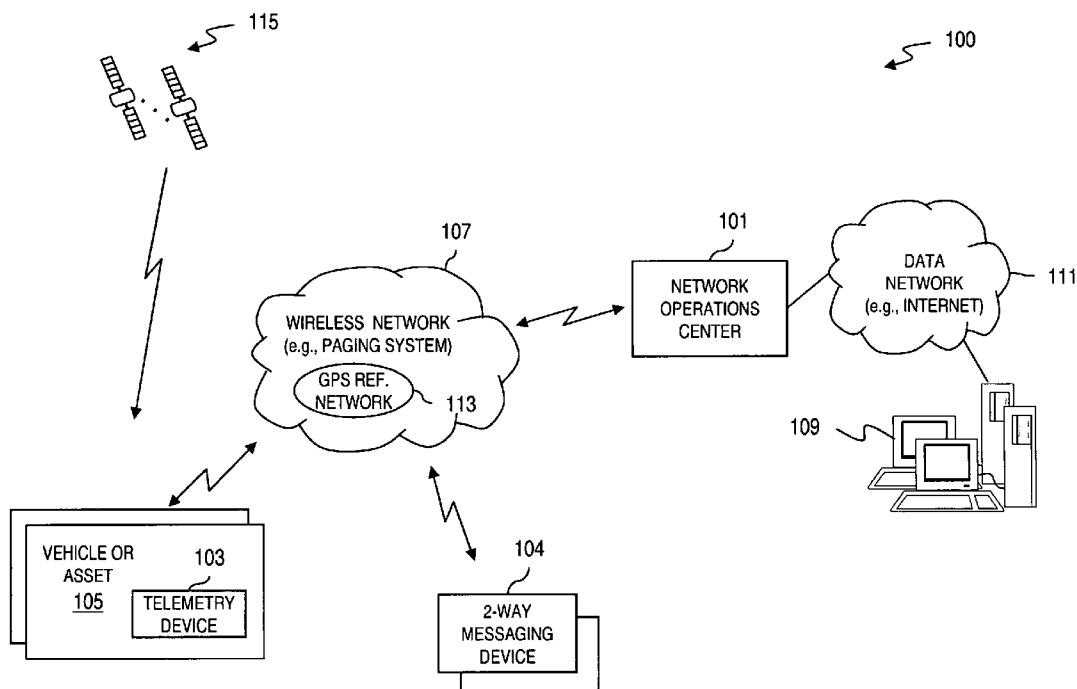 115
100
107
101
NETWORK
OPERATIONS
CENTER
DATA
NETWORK
(e.g., INTERNET)
111
WIRELESS NETWORK
(e.g., PAGING SYSTEM)
GPS REF.
NETWORK
113
109
VEHICLE OR
ASSET
105
103
TELEMETRY
DEVICE
104
2-WAY
MESSAGING
DEVICE